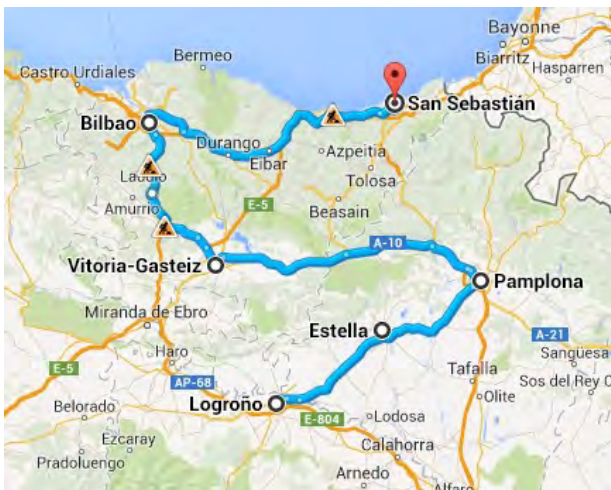 Bayonne
Bermeo
Biarritz
Castro Urdiales
Hasparren
San Sebastián
Bilbao
Durango
Azpeitia
Eibar
Laudio
Tolosa
Amurrio
E-5
Beasain
A-10
Vitoria-Gasteiz
Pamplona
Miranda de Ebro
Estella
A-21
Haro
Sangüesa
E-5
Tafalla
AP-68
Sos del Rey C
Olite
Belorado
Logroño
Lodosa
E-804
Ezcaray
Calahorra
Pradoluengo
Arnedo
Alfaro